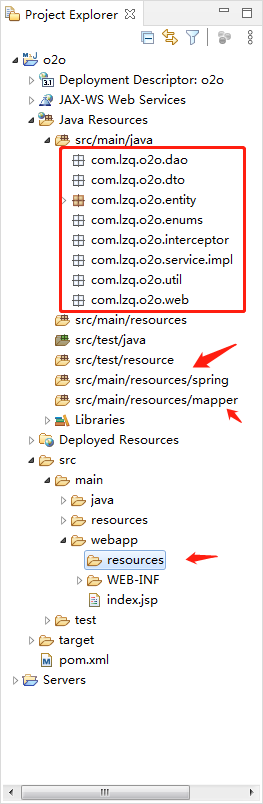 Project Explorer
o2o
Deployment Descriptor: o2o
JAX-WS Web Services
Java Resources
src/main/java
com.lzq.o2o.dao
com.lzq.o2o.dto
com.lzq.o2o.entity
com.lzq.o2o.enums
com.lzq.o2o.interceptor
com.lzq.o2o.service.impl
com.lzq.o2o.util
com.lzq.o2o.web
src/main/resources
src/test/java
src/test/resource
src/main/resources/spring
src/main/resources/mapper
Libraries
Deployed Resources
src
main
java
resources
webapp
resources
WEB-INF
index.jsp
test
target
pom.xml
Servers